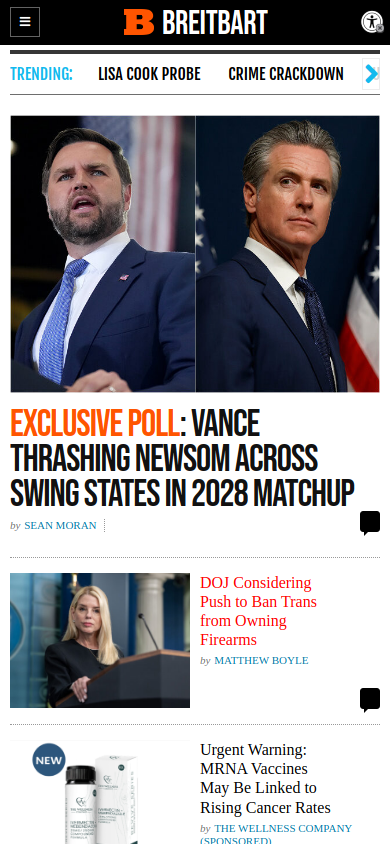 BREITBART
TRENDING: LISA COOK PROBE CRIME CRACKDOWN
EXCLUSIVE POLL: VANCE
THRASHING NEWSOM ACROSS
SWING STATES IN 2028 MATCHUP
by SEAN MORAN
DOJ Considering
Push to Ban Trans
from Owning
Firearms
by MATTHEW BOYLE
NEW
Urgent Warning:
MRNA Vaccines
May Be Linked to
Rising Cancer Rates
by THE WELLNESS COMPANY
(SPONSORED)